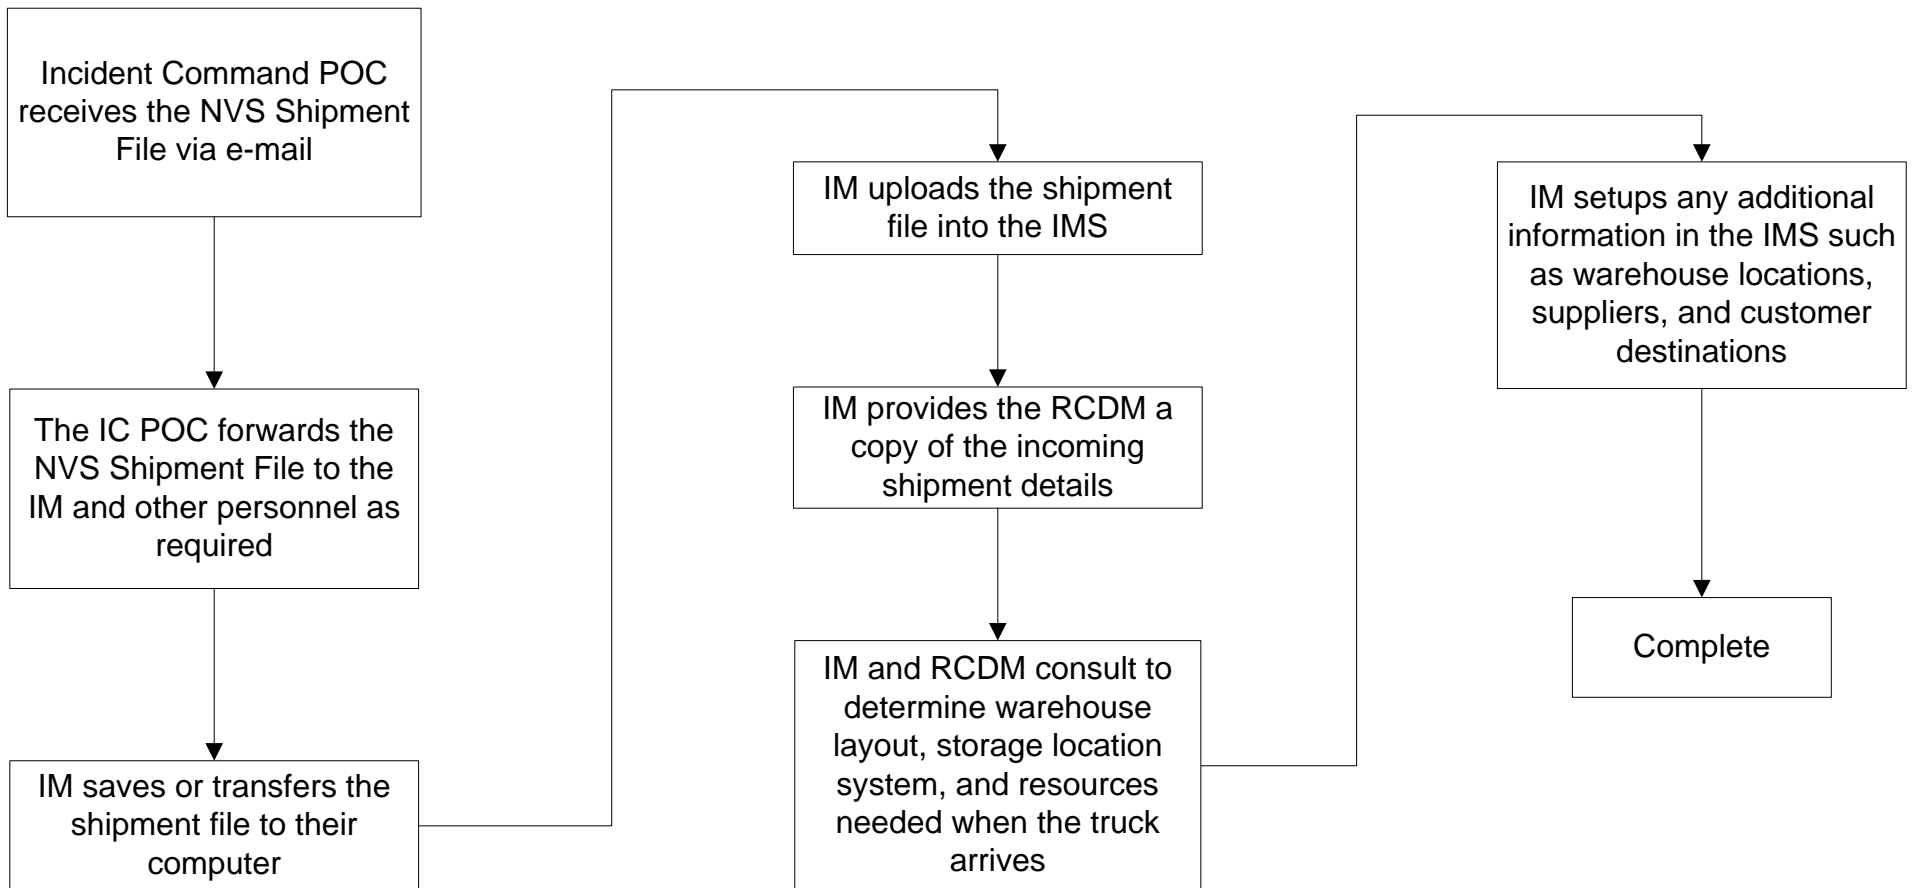 Incident Command POC
receives the NVS Shipment
File via e-mail
The IC POC forwards the
NVS Shipment File to the
IM and other personnel as
required
IM saves or transfers the
shipment file to their
computer
IM uploads the shipment
file into the IMS
IM provides the RCDM a
copy of the incoming
shipment details
IM and RCDM consult to
determine warehouse
layout, storage location
system, and resources
needed when the truck
arrives
IM setups any additional
information in the IMS such
as warehouse locations,
suppliers, and customer
destinations
Complete